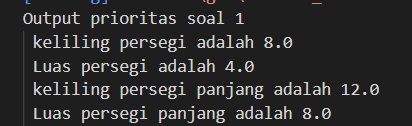 Output prioritas soal 1
keliling persegi adalah 8.0
Luas persegi adalah 4.0
keliling persegi panjang adalah 12.0
Luas persegi panjang adalah 8.0